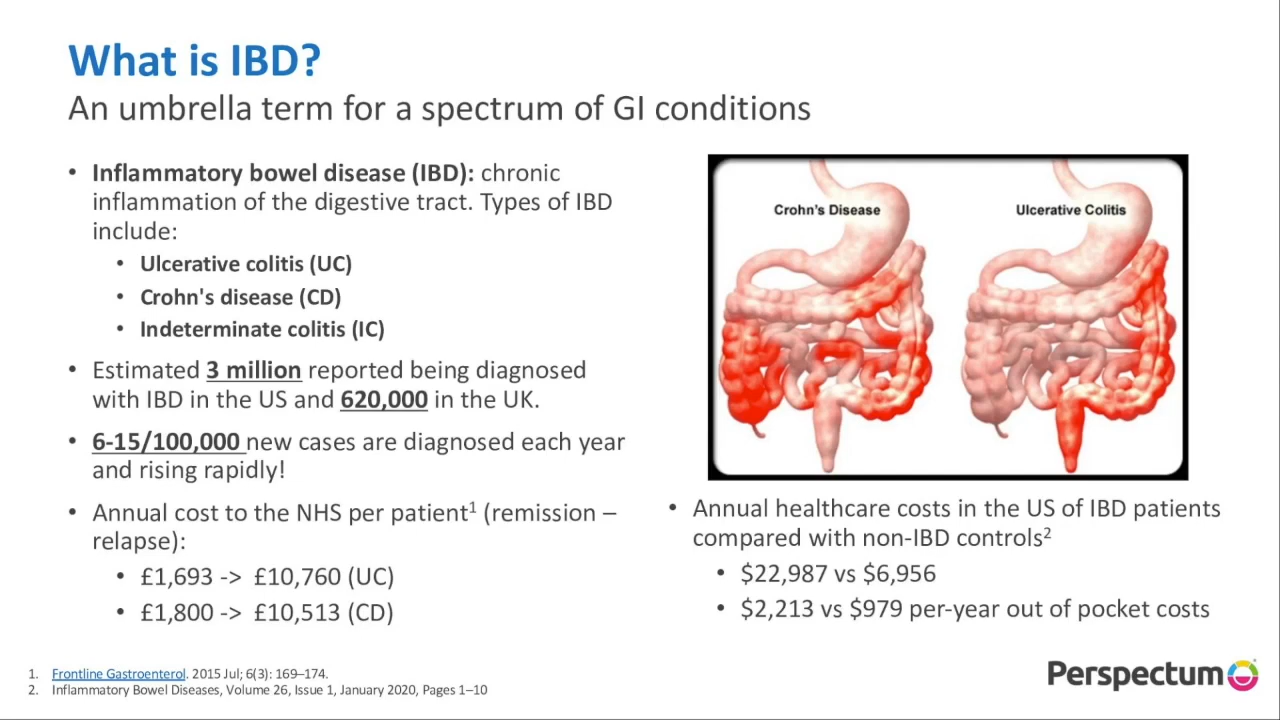 What is IBD?
An umbrella term for a spectrum of GI conditions
• Inflammatory bowel disease (IBD): chronic
inflammation of the digestive tract. Types of IBD
include:
• Ulcerative colitis (UC)
• Crohn's disease (CD)
• Indeterminate colitis (IC)
• Estimated 3 million reported being diagnosed
with IBD in the US and 620,000 in the UK.
• 6-15/100,000 new cases are diagnosed each year
and rising rapidly!
• Annual cost to the NHS per patient¹ (remission –
relapse):
• £1,693 -> £10,760 (UC)
• £1,800 -> £10,513 (CD)
Crohn's Disease
Ulcerative Colitis
• Annual healthcare costs in the US of IBD patients
compared with non-IBD controls²
• $22,987 vs $6,956
• $2,213 vs $979 per-year out of pocket costs
1. Frontline Gastroenterol. 2015 Jul; 6(3): 169–174.
2. Inflammatory Bowel Diseases, Volume 26, Issue 1, January 2020, Pages 1–10
Perspectum